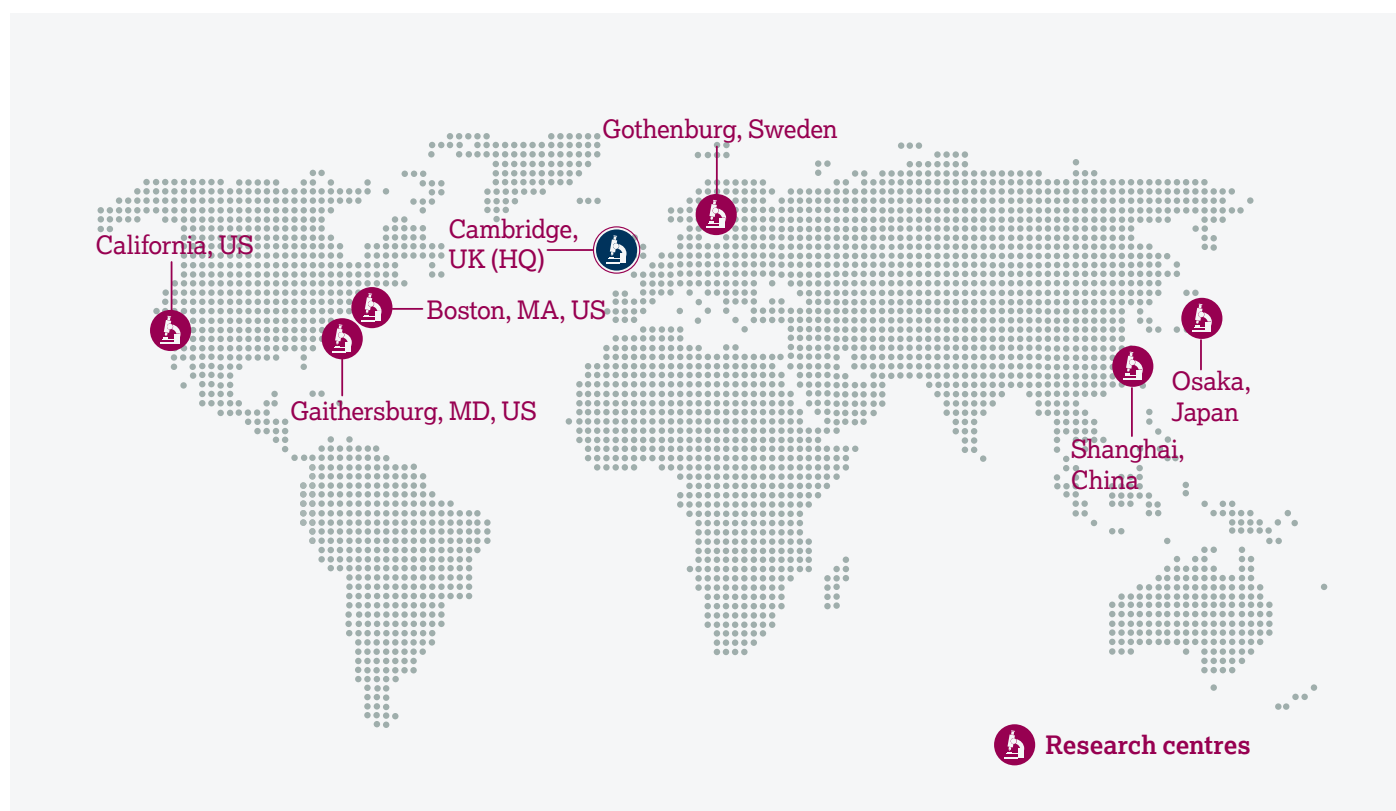 Gothenburg, Sweden
Cambridge,
UK (HQ)
California, US
Boston, MA, US
Gaithersburg, MD, US
Osaka,
Japan
Shanghai,
China
Research centres